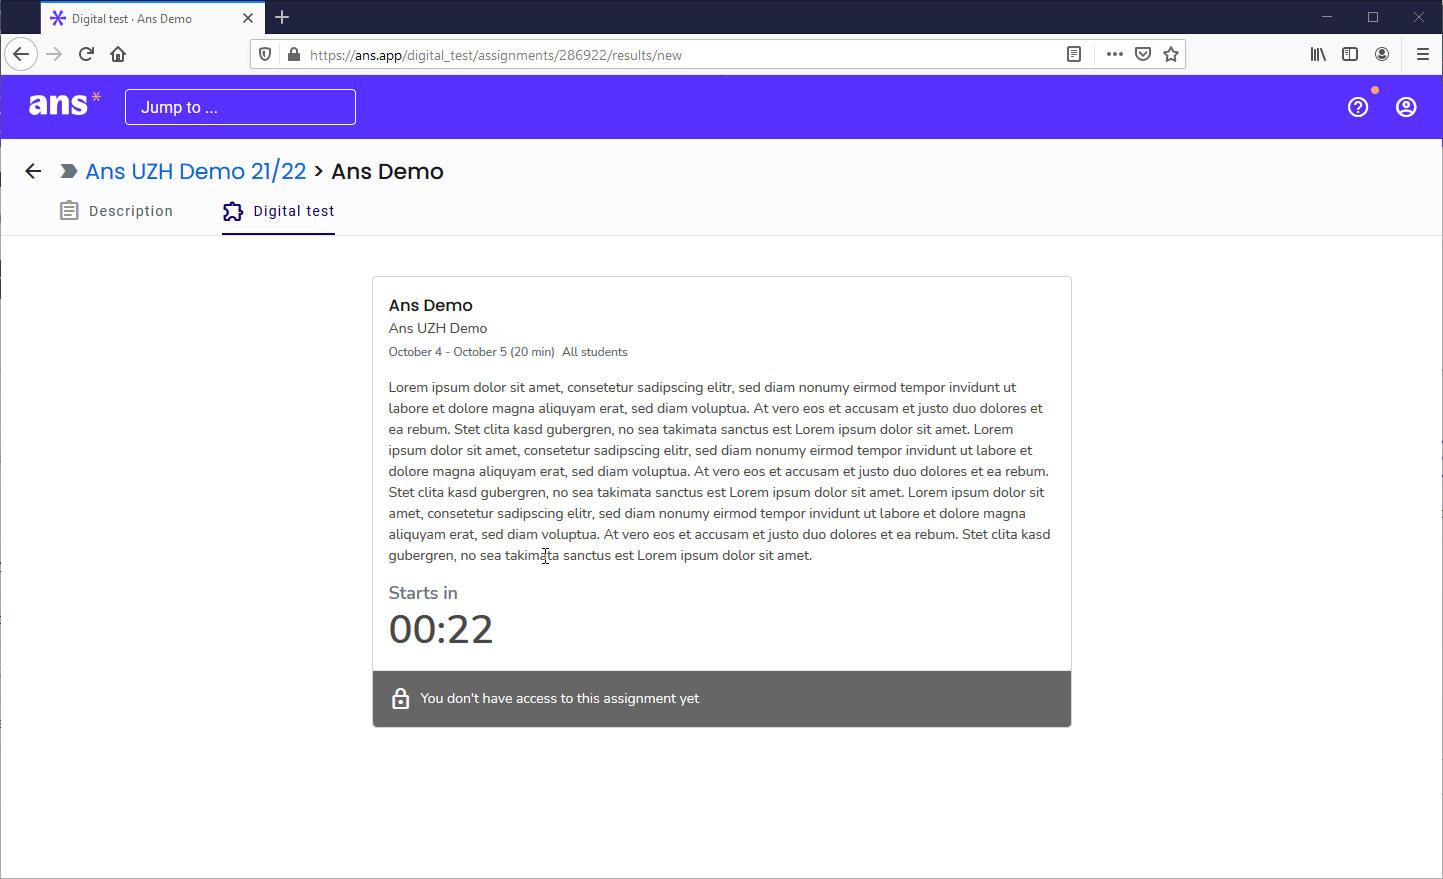 Digital test · Ans Demo
https://ans.app/digital_test/assignments/286922/results/new
ans*
Jump to ...
Ans UZH Demo 21/22 > Ans Demo
Description
Digital test
Ans Demo
Ans UZH Demo
October 4 - October 5 (20 min) All students
Lorem ipsum dolor sit amet, consetetur sadipscing elitr, sed diam nonumy eirmod tempor invidunt ut
labore et dolore magna aliquyam erat, sed diam voluptua. At vero eos et accusam et justo duo dolores et
ea rebum. Stet clita kasd gubergren, no sea takimata sanctus est Lorem ipsum dolor sit amet. Lorem
ipsum dolor sit amet, consetetur sadipscing elitr, sed diam nonumy eirmod tempor invidunt ut labore et
dolore magna aliquyam erat, sed diam voluptua. At vero eos et accusam et justo duo dolores et ea rebum.
Stet clita kasd gubergren, no sea takimata sanctus est Lorem ipsum dolor sit amet. Lorem ipsum dolor sit
amet, consetetur sadipscing elitr, sed diam nonumy eirmod tempor invidunt ut labore et dolore magna
aliquyam erat, sed diam voluptua. At vero eos et accusam et justo duo dolores et ea rebum. Stet clita kasd
gubergren, no sea takimata sanctus est Lorem ipsum dolor sit amet.
Starts in
00:22
You don't have access to this assignment yet